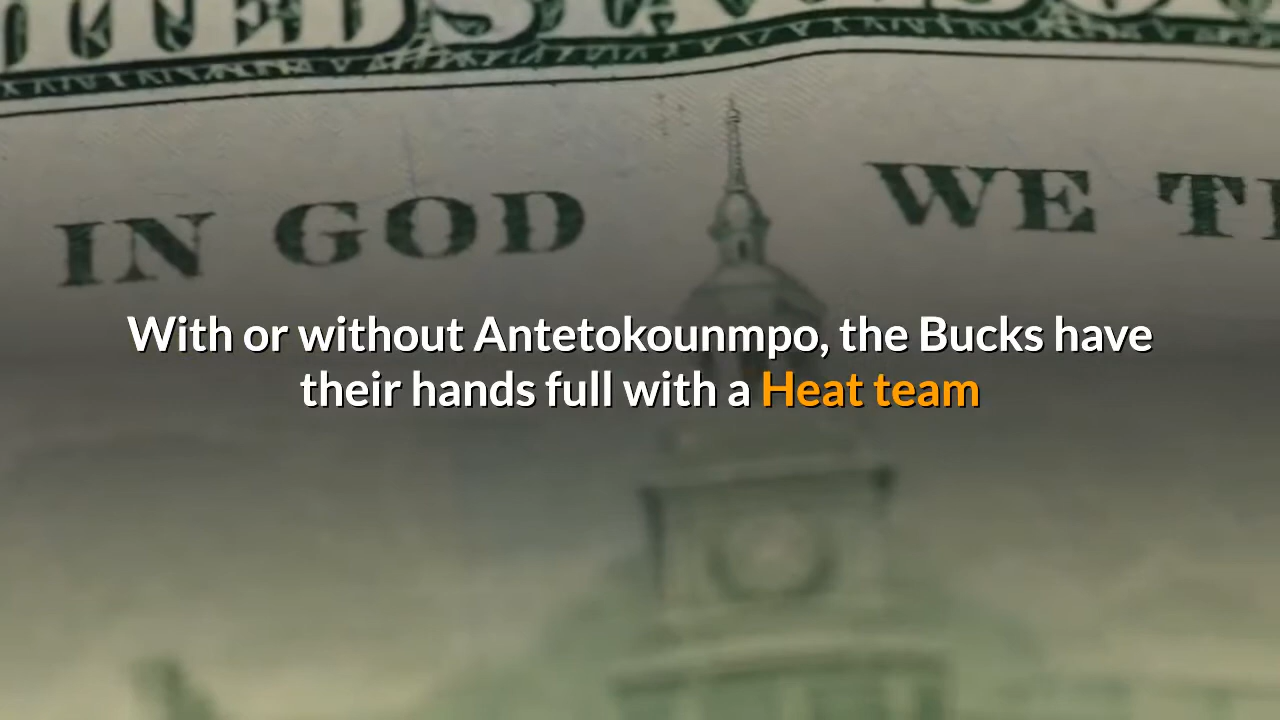 IN GOD WE
With or without Antetokounmpo, the Bucks have
their hands full with a Heat team